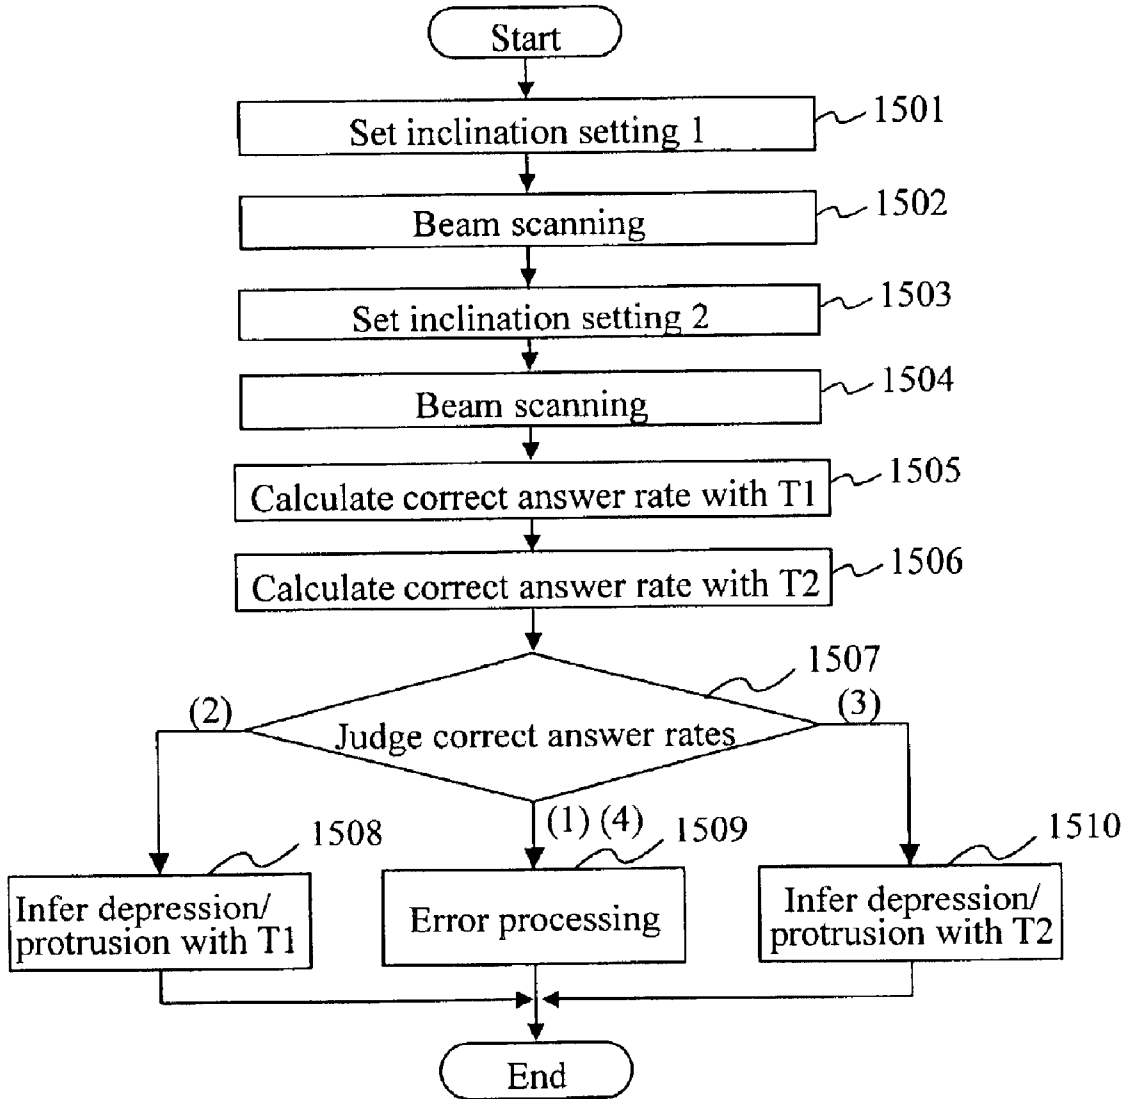 Start
Set inclination setting 1
1501
Beam scanning
1502
Set inclination setting 2
1503
Beam scanning
1504
Calculate correct answer rate with T1
1505
Calculate correct answer rate with T2
1506
Judge correct answer rates
1507
(2)
(3)
(1) (4)
1508
1509
1510
Infer depression/
protrusion with T1
Error processing
Infer depression/
protrusion with T2
End